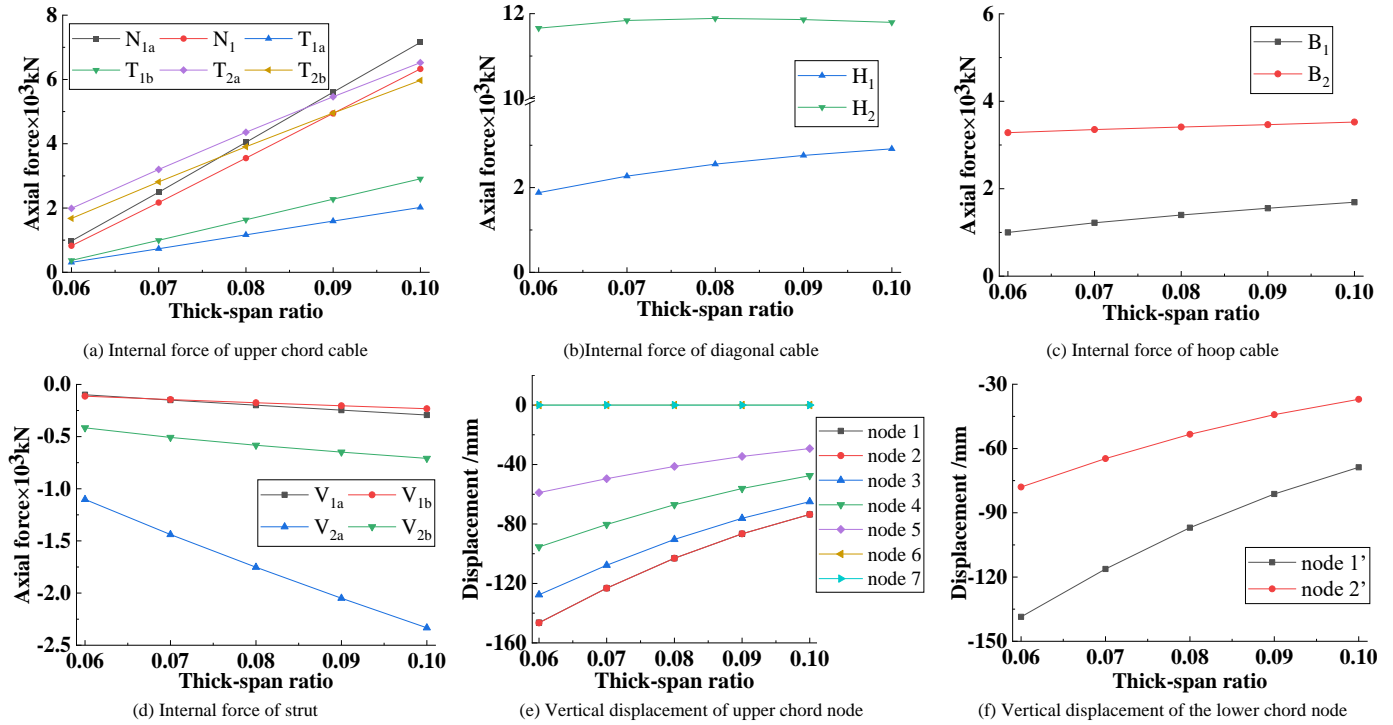 Axial force×10³kN
8
6
4
2
0
N1a N1 T1a
T1b T2a T2b
0.06 0.07 0.08 0.09 0.10
Thick-span ratio
(a) Internal force of upper chord cable
Axial force×10³kN
12
10
2
0
H1
H2
0.06 0.07 0.08 0.09 0.10
Thick-span ratio
(b)Internal force of diagonal cable
Axial force×10³kN
6
4
2
0
B1
B2
0.06 0.07 0.08 0.09 0.10
Thick-span ratio
(c) Internal force of hoop cable
Axial force×10³kN
0.0
-0.5
-1.0
-1.5
-2.0
-2.5
V1a V1b
V2a V2b
0.06 0.07 0.08 0.09 0.10
Thick-span ratio
(d) Internal force of strut
Displacement /mm
0
-40
-80
-120
-160
node 1
node 2
node 3
node 4
node 5
node 6
node 7
0.06 0.07 0.08 0.09 0.10
Thick-span ratio
(e) Vertical displacement of upper chord node
Displacement /mm
-30
-60
-90
-120
-150
node 1’
node 2’
0.06 0.07 0.08 0.09 0.10
Thick-span ratio
(f) Vertical displacement of the lower chord node